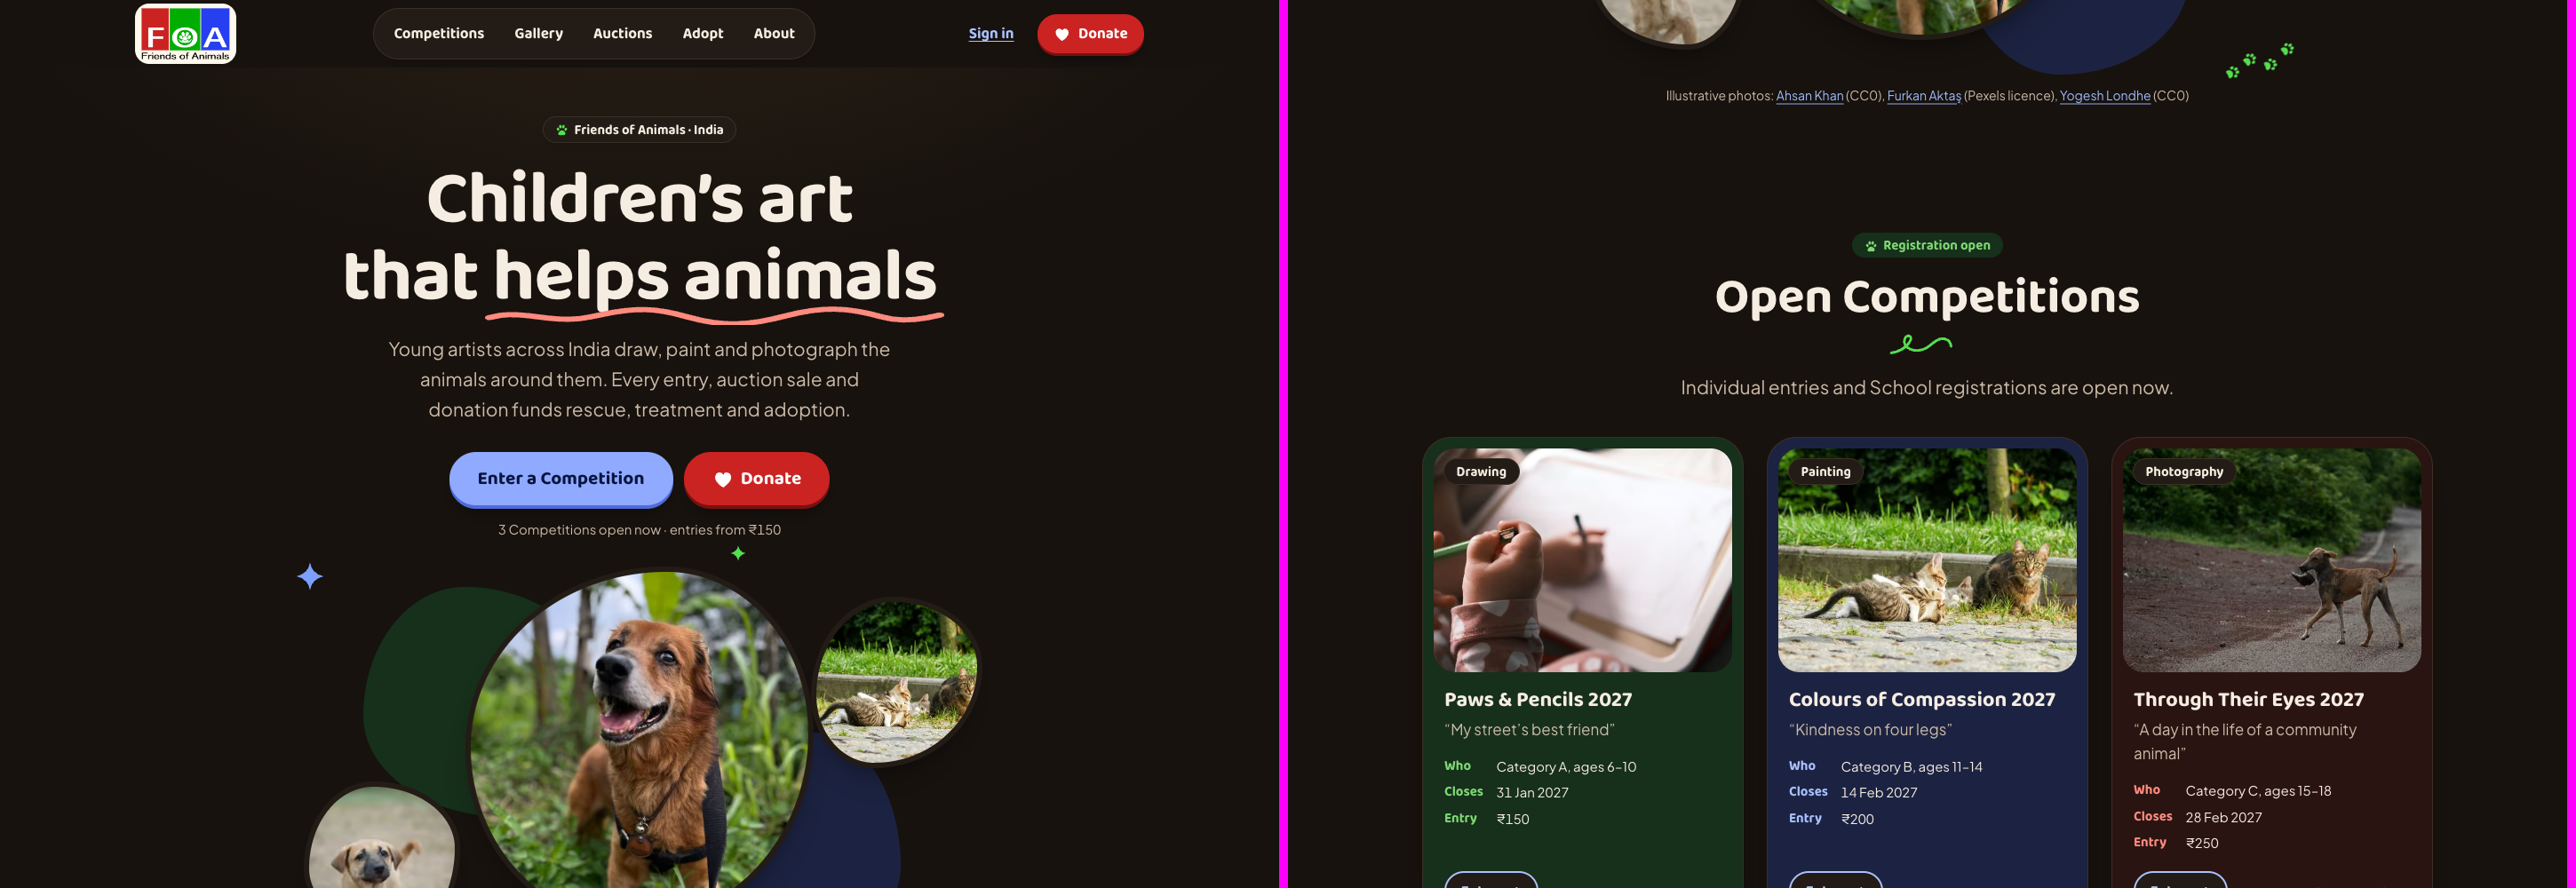 FOA
Friends of Animals
Competitions
Gallery
Auctions
Adopt
About
Sign in
Donate
Friends of Animals · India
Children’s art
that helps animals
Young artists across India draw, paint and photograph the
animals around them. Every entry, auction sale and
donation funds rescue, treatment and adoption.
Enter a Competition
Donate
3 Competitions open now · entries from ₹150
Illustrative photos: Ahsan Khan (CC0), Furkan Aktaş (Pexels licence), Yogesh Londhe (CC0)
Registration open
Open Competitions
Individual entries and School registrations are open now.
Drawing
Paws & Pencils 2027
“My street’s best friend”
Who Category A, ages 6–10
Closes 31 Jan 2027
Entry ₹150
Painting
Colours of Compassion 2027
“Kindness on four legs”
Who Category B, ages 11–14
Closes 14 Feb 2027
Entry ₹200
Photography
Through Their Eyes 2027
“A day in the life of a community
animal”
Who Category C, ages 15–18
Closes 28 Feb 2027
Entry ₹250